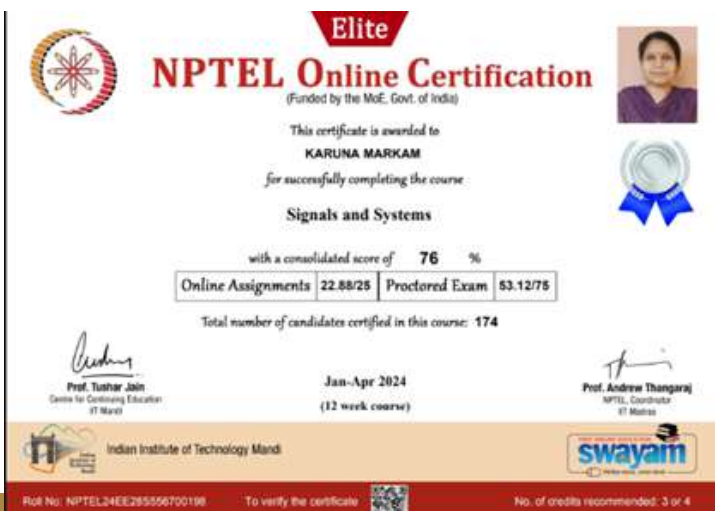 Elite
NPTEL Online Certification
(Funded by the MoE, Govt. of India)
This certificate is awarded to
KARUNA MARKAM
for successfully completing the course
Signals and Systems
with a consolidated score of 76 %
Online Assignments 22.88/25 Proctored Exam 53.12/75
Total number of candidates certified in this course: 174
Prof. Tushar Jain
Centre for Continuing Education
IIT Mandi
Jan-Apr 2024
(12 week course)
Prof. Andrew Thangaraj
NPTEL, Coordinator
IIT Madras
Indian Institute of Technology Mandi
swayam
Roll No: NPTEL24EE28S556700198 To verify the certificate No. of credits recommended: 3 or 4